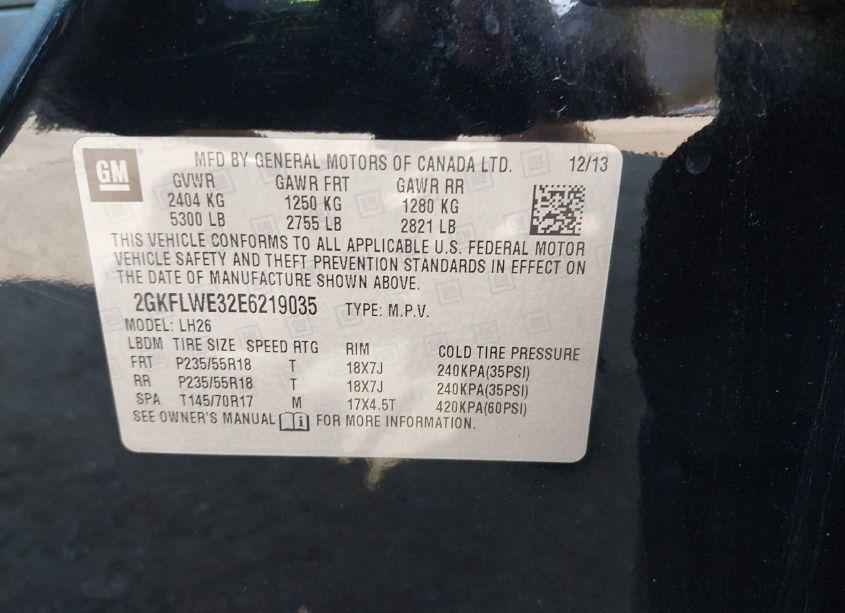 GM
MFD BY GENERAL MOTORS OF CANADA LTD. 12/13
GVWR GAWR FRT GAWR RR
2404 KG 1250 KG 1280 KG
5300 LB 2755 LB 2821 LB
THIS VEHICLE CONFORMS TO ALL APPLICABLE U.S. FEDERAL MOTOR
VEHICLE SAFETY AND THEFT PREVENTION STANDARDS IN EFFECT ON
THE DATE OF MANUFACTURE SHOWN ABOVE.
2GKFLWE32E6219035 TYPE: M.P.V.
MODEL: LH26
LBDM TIRE SIZE SPEED RTG RIM COLD TIRE PRESSURE
FRT P235/55R18 T 18X7J 240KPA(35PSI)
RR P235/55R18 T 18X7J 240KPA(35PSI)
SPA T145/70R17 M 17X4.5T 420KPA(60PSI)
SEE OWNER'S MANUAL FOR MORE INFORMATION.